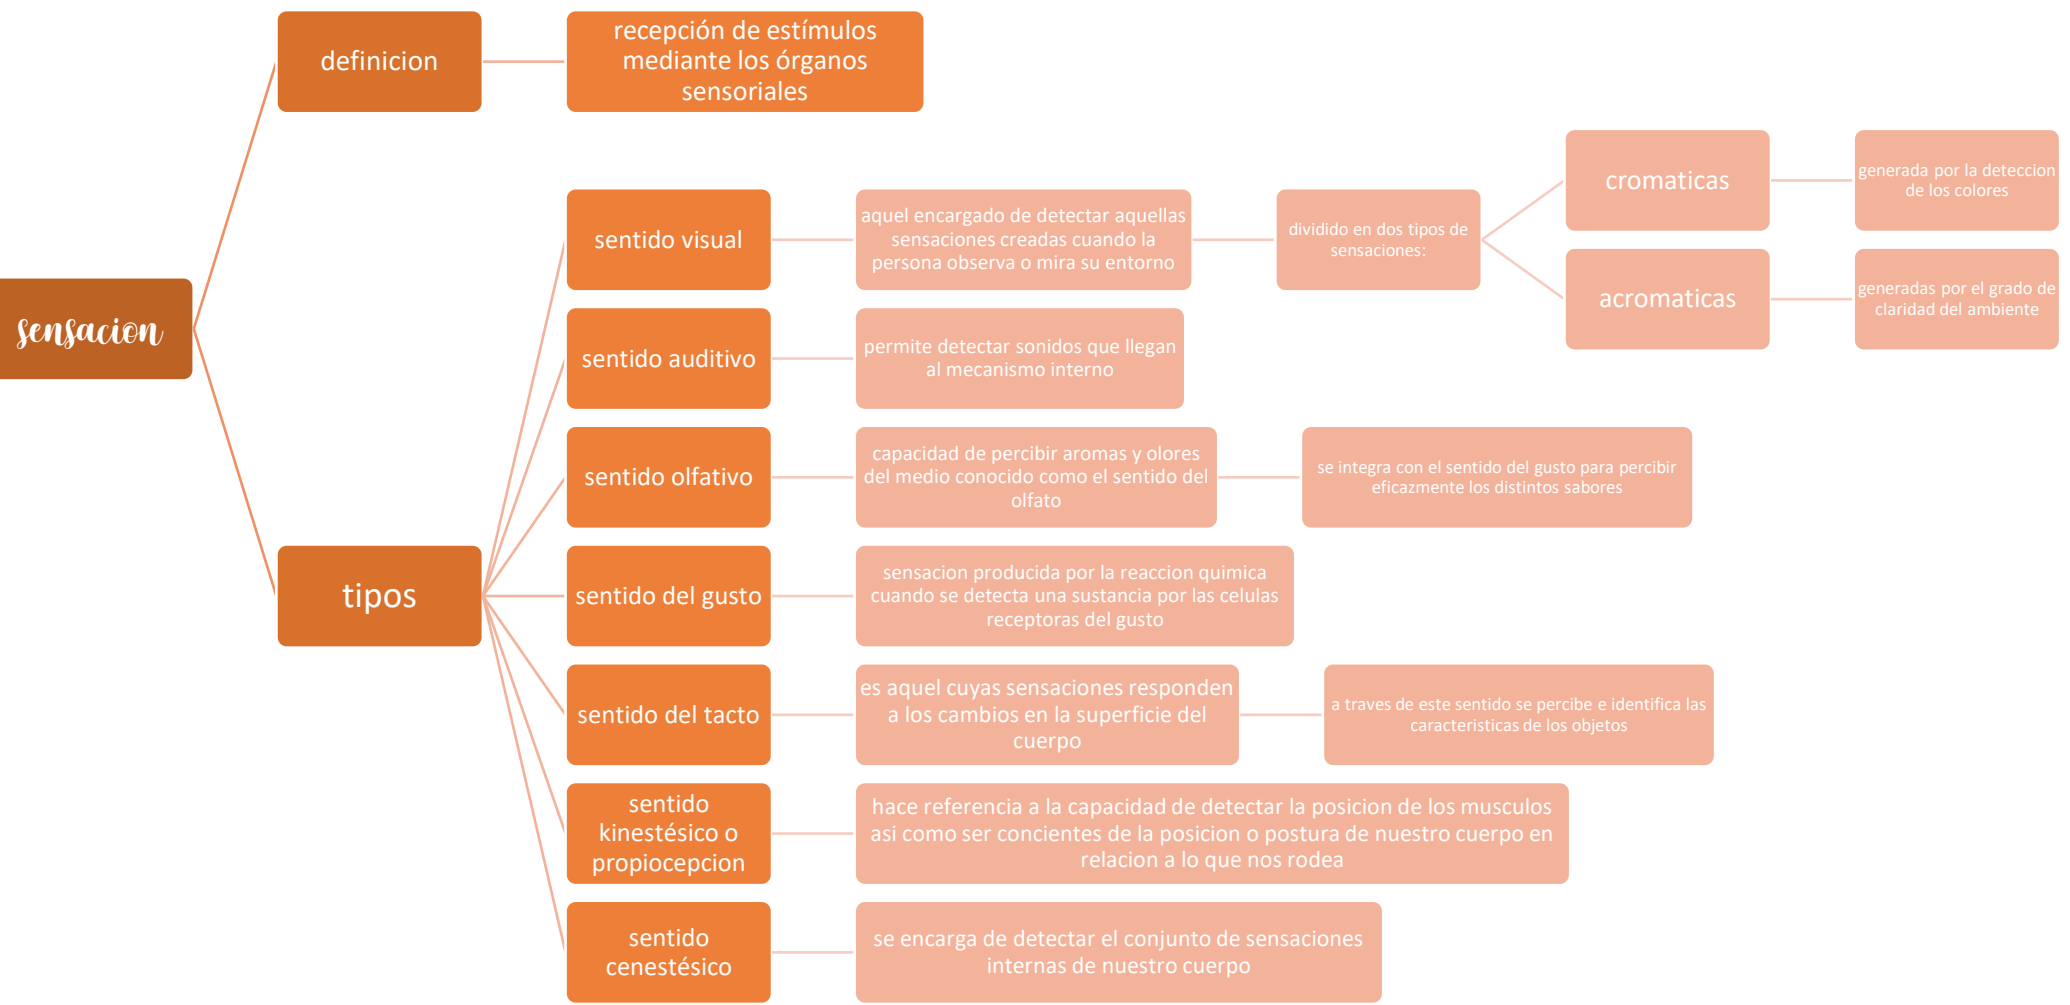 sensacion
definicion
recepción de estímulos
mediante los órganos
sensoriales
tipos
sentido visual
aquel encargado de detectar aquellas
sensaciones creadas cuando la
persona observa o mira su entorno
dividido en dos tipos de
sensaciones:
cromaticas
generada por la deteccion
de los colores
acromaticas
generadas por el grado de
claridad del ambiente
sentido auditivo
permite detectar sonidos que llegan
al mecanismo interno
sentido olfativo
capacidad de percibir aromas y olores
del medio conocido como el sentido del
olfato
se integra con el sentido del gusto para percibir
eficazmente los distintos sabores
sentido del gusto
sensacion producida por la reaccion quimica
cuando se detecta una sustancia por las celulas
receptoras del gusto
sentido del tacto
es aquel cuyas sensaciones responden
a los cambios en la superficie del
cuerpo
a traves de este sentido se percibe e identifica las
caracteristicas de los objetos
sentido
kinestésico o
propiocepcion
hace referencia a la capacidad de detectar la posicion de los musculos
asi como ser concientes de la posicion o postura de nuestro cuerpo en
relacion a lo que nos rodea
sentido
cenestésico
se encarga de detectar el conjunto de sensaciones
internas de nuestro cuerpo